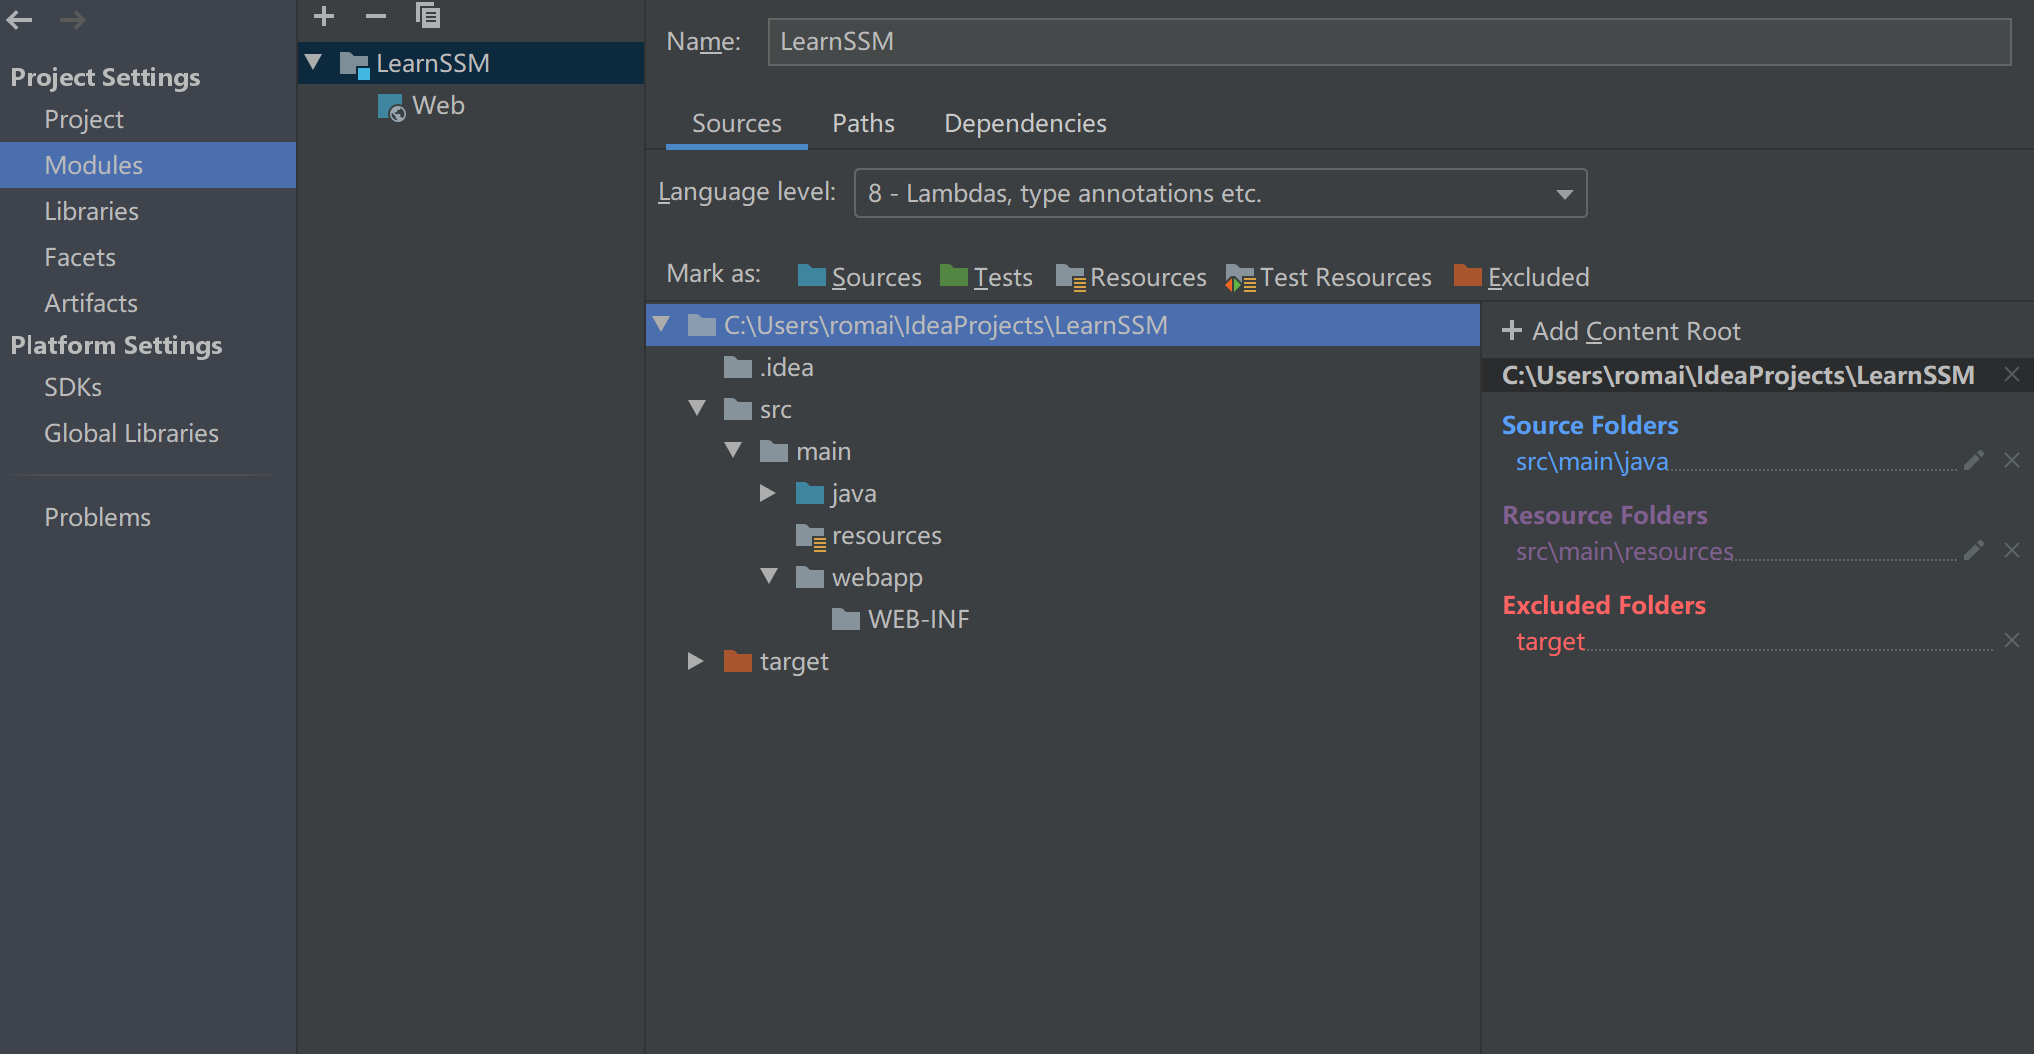 Project Settings
Project
Modules
Libraries
Facets
Artifacts
Platform Settings
SDKs
Global Libraries
Problems
LearnSSM
Web
Name: LearnSSM
Sources Paths Dependencies
Language level: 8 - Lambdas, type annotations etc.
Mark as: Sources Tests Resources Test Resources Excluded
C:\Users\romai\IdeaProjects\LearnSSM
.idea
src
main
java
resources
webapp
WEB-INF
target
Add Content Root
C:\Users\romai\IdeaProjects\LearnSSM
Source Folders
src\main\java
Resource Folders
src\main\resources
Excluded Folders
target